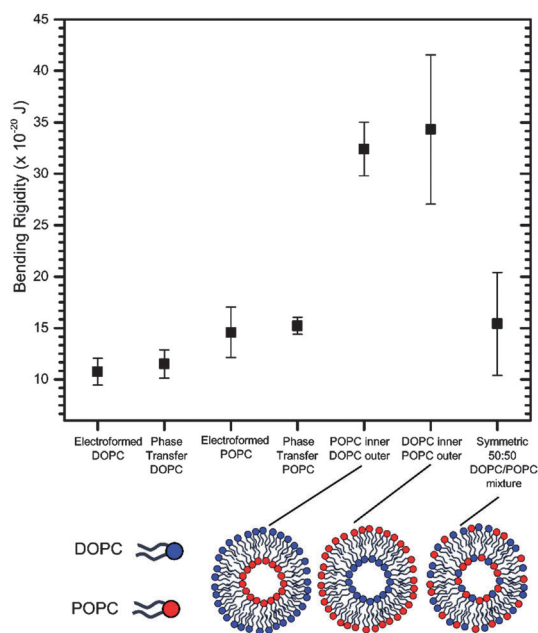 45
40
35
30
25
20
15
10
Bending Rigidity (x 10⁻²⁰ J)
Electroformed
DOPC
Phase
Transfer
DOPC
Electroformed
POPC
Phase
Transfer
POPC
POPC inner
DOPC outer
DOPC inner
POPC outer
Symmetric
50:50
DOPC/POPC
mixture
DOPC
POPC